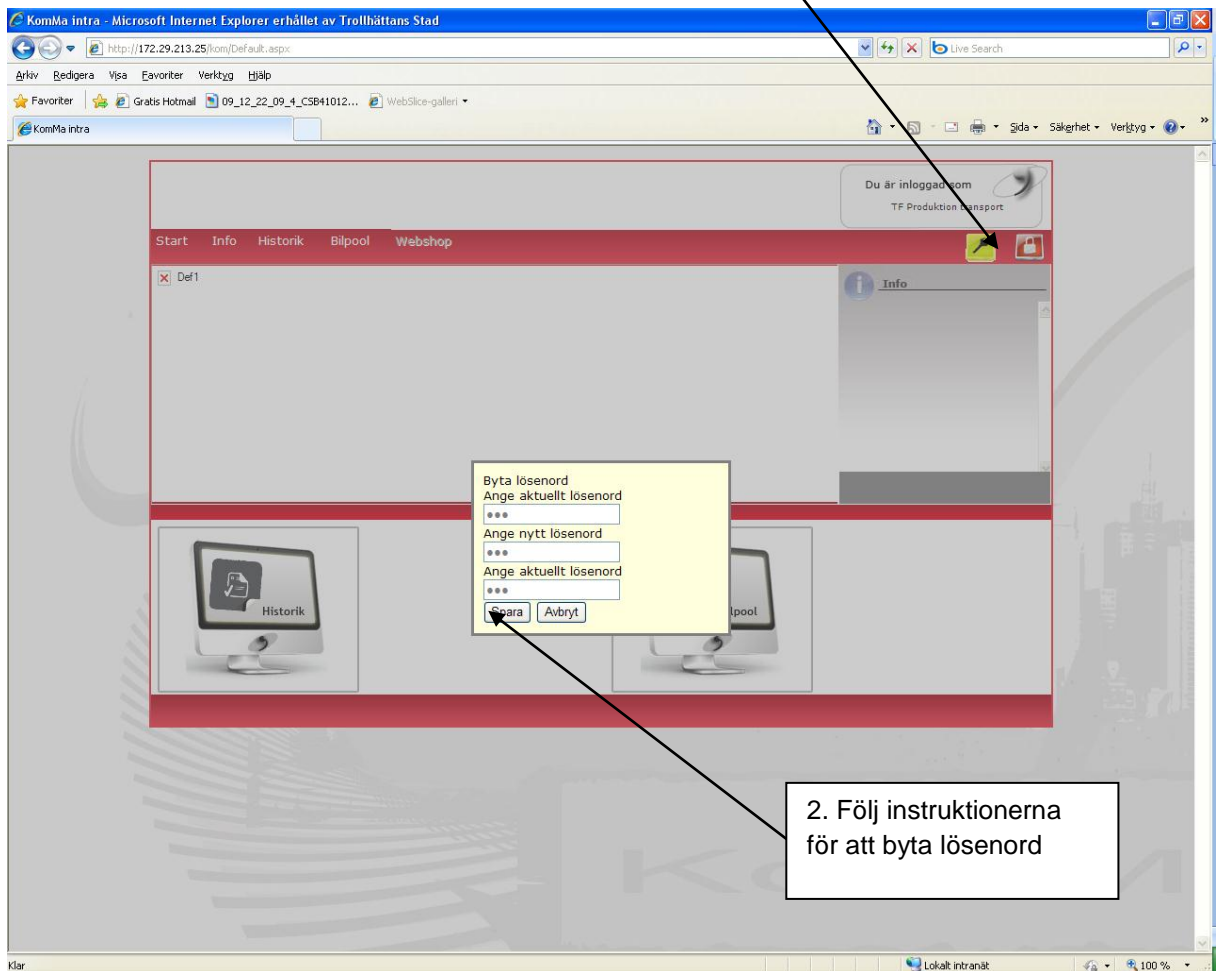 KomMa intra - Microsoft Internet Explorer erhållet av Trollhättans Stad
http://172.29.213.25/kom/Default.aspx
Live Search
Arkiv Redigera Visa Favoriter Verktyg Hjälp
Favoriter Gratis Hotmail 09_12_22_09_4_CSB41012... WebSlice-galleri
KomMa intra
Sida Säkerhet Verktyg »
Du är inloggad som
TF Produktion transport
Start Info Historik Bilpool Webshop
Def1
Info
Byta lösenord
Ange aktuellt lösenord
Ange nytt lösenord
Ange aktuellt lösenord
Spara Avbryt
Historik
lpool
2. Följ instruktionerna
för att byta lösenord
Klar
Lokalt intranät
100 %